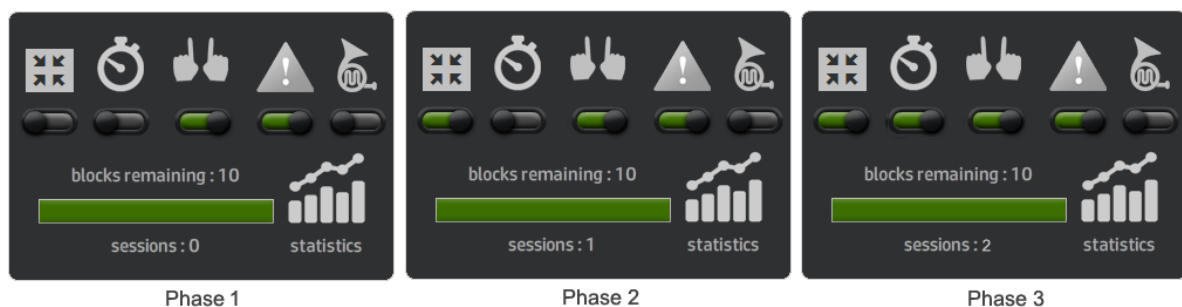 blocks remaining : 10
sessions : 0
statistics
Phase 1
blocks remaining : 10
sessions : 1
statistics
Phase 2
blocks remaining : 10
sessions : 2
statistics
Phase 3